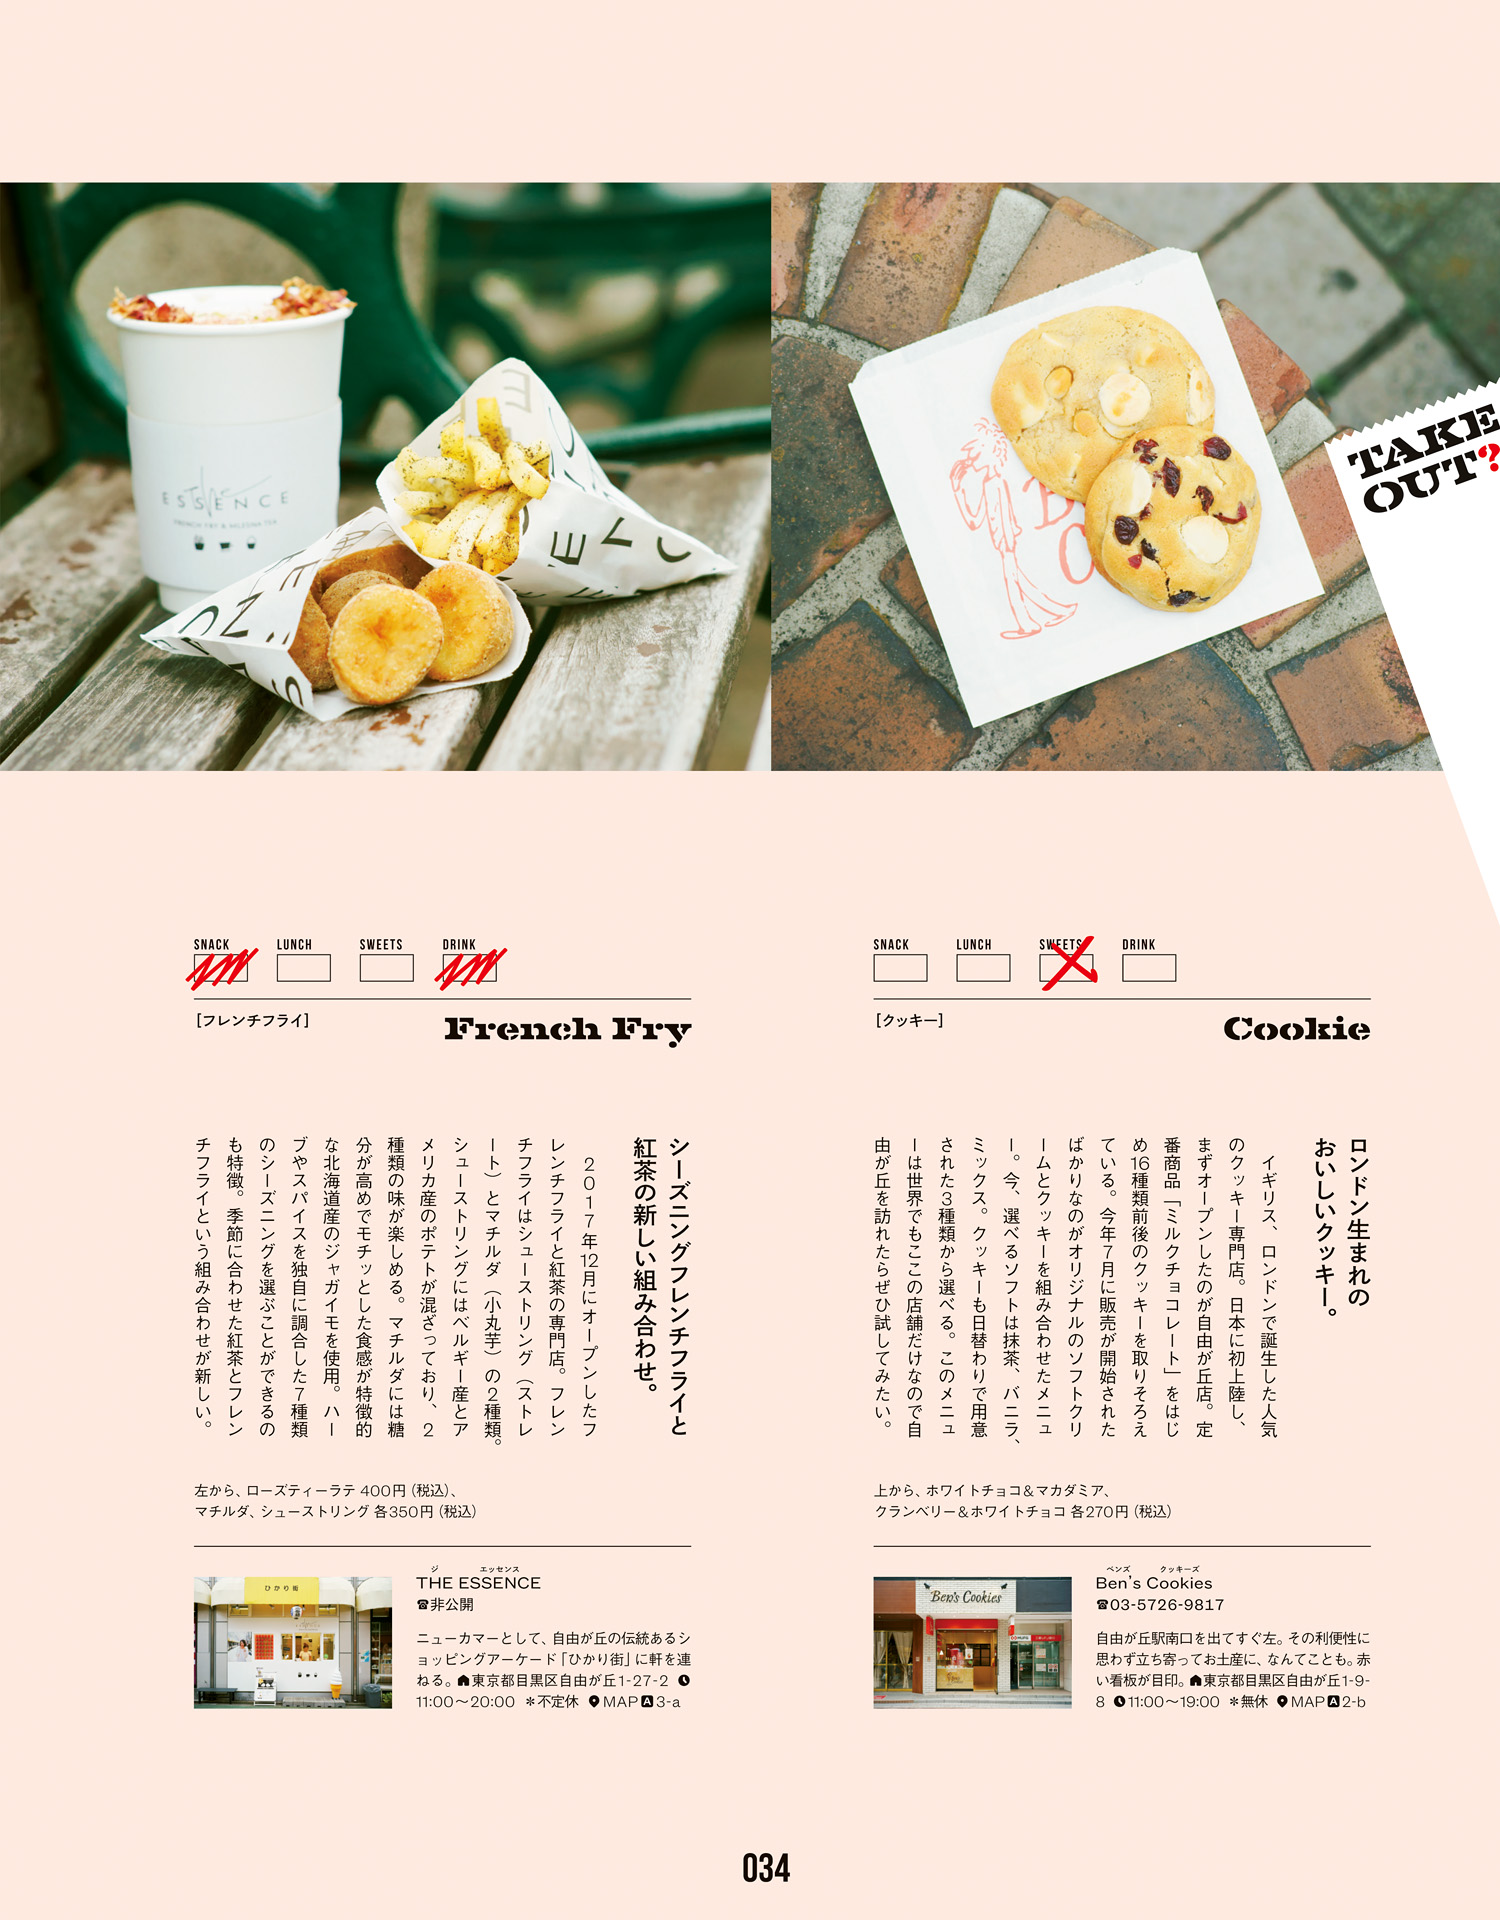 TAKE
OUT?
ESSENCE
FRENCH FRY &
SNACK
LUNCH
SWEETS
DRINK
[クッキー]
Cookie
ロンドン生まれの
おいしいクッキー。
イギリス、ロンドンで誕生した人気
のクッキー専門店。日本に初上陸し、
まずオープンしたのが自由が丘店。定
番商品「ミルクチョコレート」をはじ
め16種類前後のクッキーを取りそろえ
ている。今年7月に販売が開始された
ばかりなのがオリジナルのソフトクリ
ームとクッキーを組み合わせたメニュ
ー。今、選べるソフトは抹茶、バニラ、
ミックス。クッキーも日替わりで用意
された3種類から選べる。このメニュ
ーは世界でもここの店舗だけなので自
由が丘を訪れたらぜひ試してみたい。
上から、ホワイトチョコ&マカダミア、
クランベリー&ホワイトチョコ 各270円(税込)
Ben's Cookies
ベンズ クッキーズ
Ben's Cookies
☎03-5726-9817
自由が丘駅南口を出てすぐ左。その利便性に
思わず立ち寄ってお土産に、なんてことも。赤
い看板が目印。東京都目黒区自由が丘1-9-
8 11:00〜19:00 *無休 MAP A 2-b
SNACK
LUNCH
SWEETS
DRINK
[フレンチフライ]
French Fry
シーズニングフレンチフライと
紅茶の新しい組み合わせ。
2017年12月にオープンしたフ
レンチフライと紅茶の専門店。フレン
チフライはシューストリング(ストレ
ート)とマチルダ(小丸芋)の2種類。
シューストリングにはベルギー産とア
メリカ産のポテトが混ざっており、2
種類の味が楽しめる。マチルダには糖
分が高めでモチッとした食感が特徴的
な北海道産のジャガイモを使用。ハー
ブやスパイスを独自に調合した7種類
のシーズニングを選ぶことができるの
も特徴。季節に合わせた紅茶とフレン
チフライという組み合わせが新しい。
左から、ローズティーラテ 400円(税込)、
マチルダ、シューストリング 各350円(税込)
ひかり街
ジ エッセンス
THE ESSENCE
☎非公開
ニューカマーとして、自由が丘の伝統あるシ
ョッピングアーケード「ひかり街」に軒を連
ねる。東京都目黒区自由が丘1-27-2
11:00〜20:00 *不定休 MAP A 3-a
034